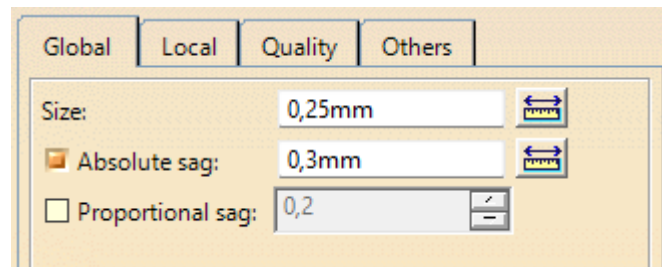 Global Local Quality Others
Size: 0,25mm
Absolute sag: 0,3mm
Proportional sag: 0,2